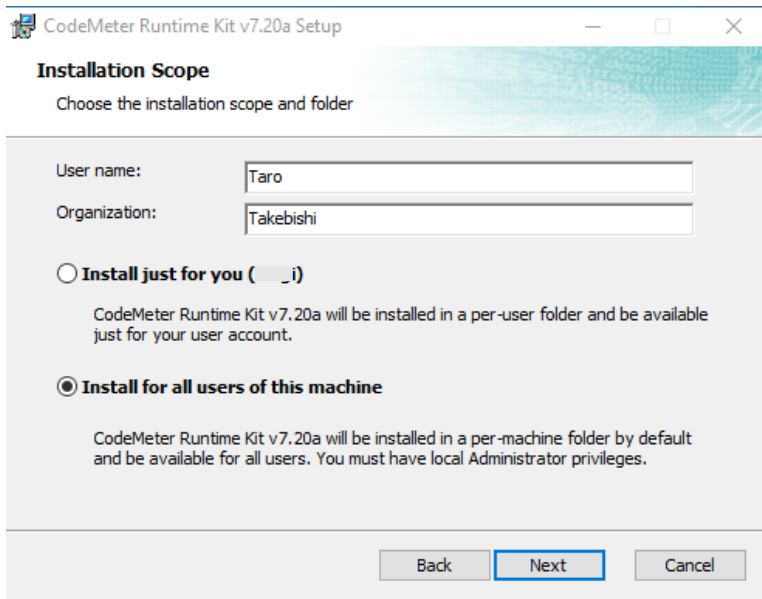 CodeMeter Runtime Kit v7.20a Setup
Installation Scope
Choose the installation scope and folder
User name:
Taro
Organization:
Takebishi
Install just for you ( i)
CodeMeter Runtime Kit v7.20a will be installed in a per-user folder and be available
just for your user account.
Install for all users of this machine
CodeMeter Runtime Kit v7.20a will be installed in a per-machine folder by default
and be available for all users. You must have local Administrator privileges.
Back
Next
Cancel